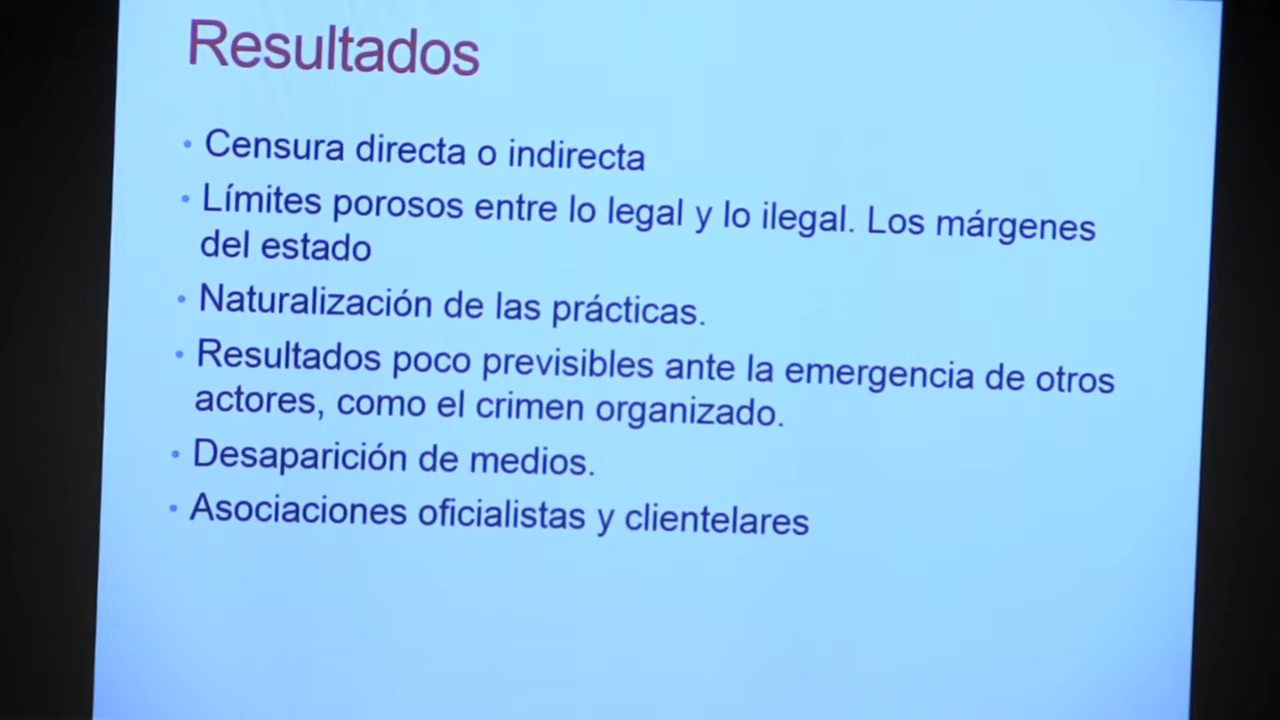 Resultados
• Censura directa o indirecta
• Límites porosos entre lo legal y lo ilegal. Los márgenes
del estado
• Naturalización de las prácticas.
• Resultados poco previsibles ante la emergencia de otros
actores, como el crimen organizado.
• Desaparición de medios.
• Asociaciones oficialistas y clientelares